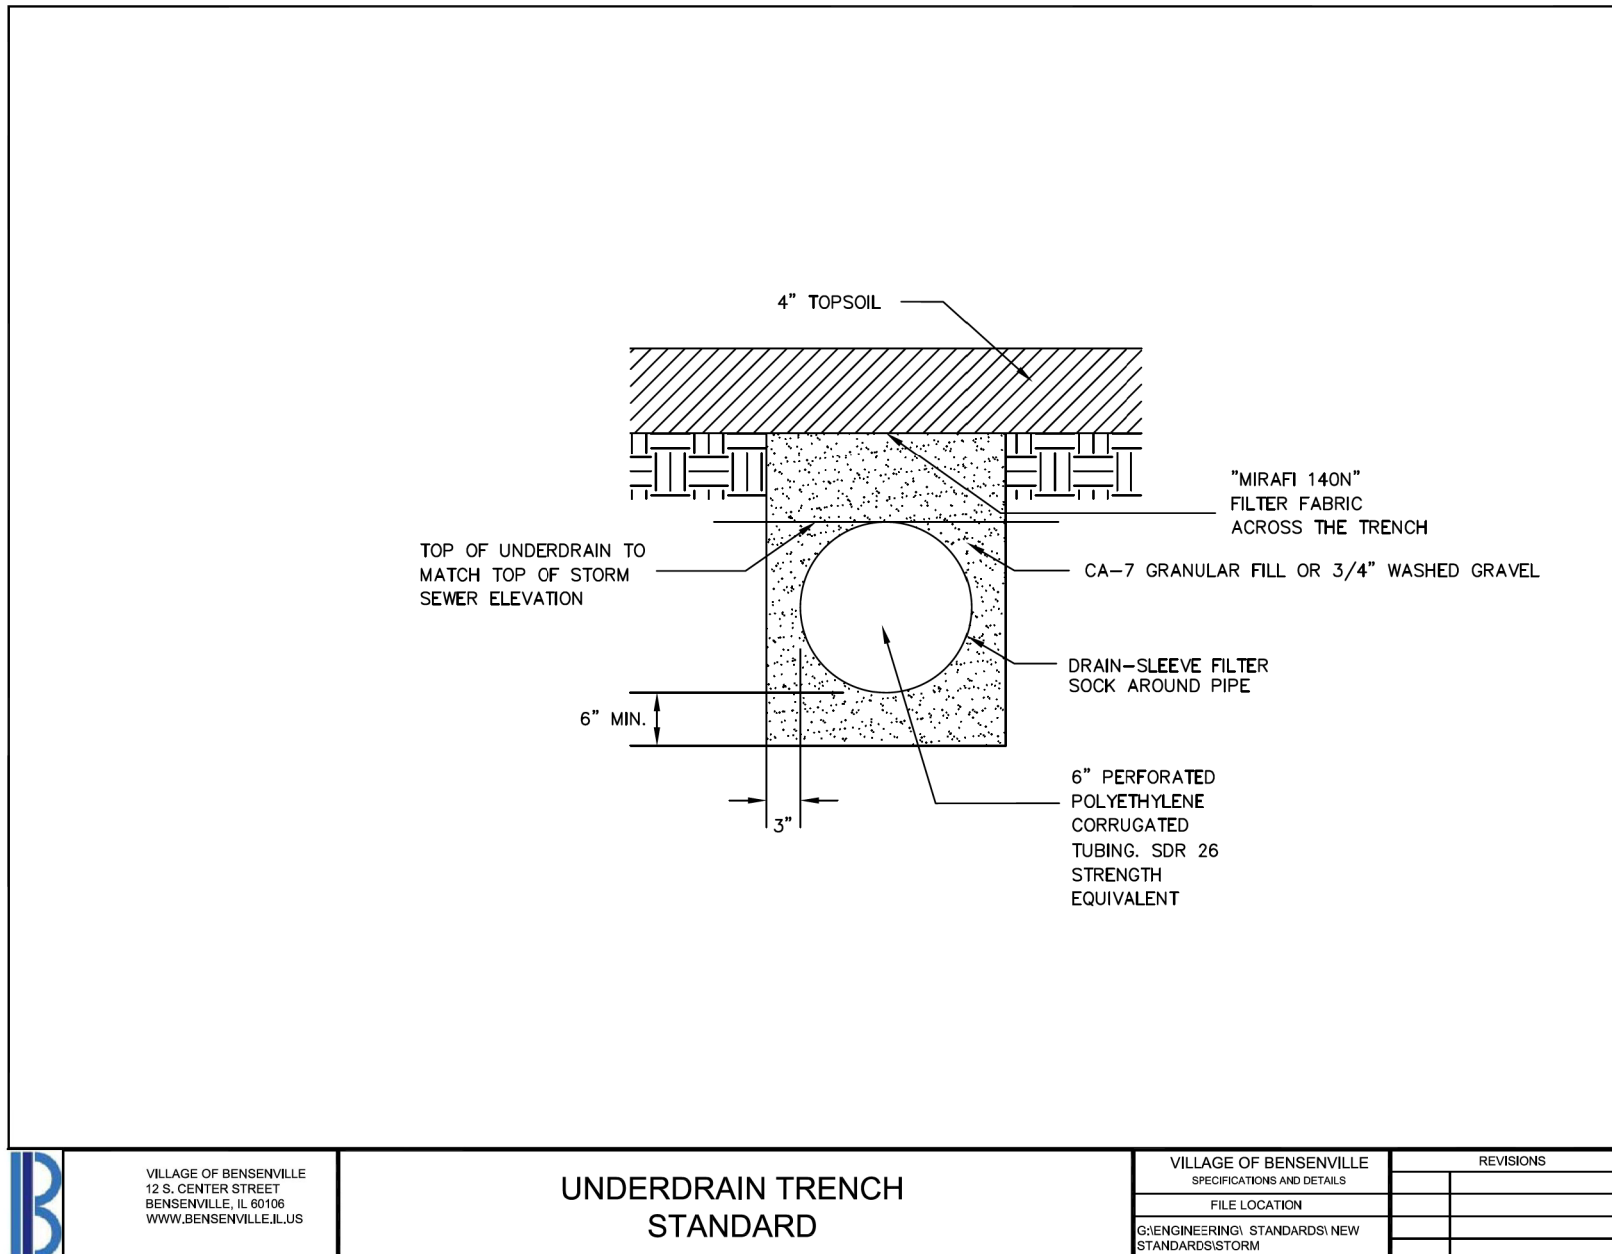 4” TOPSOIL
"MIRAFI 140N"
FILTER FABRIC
ACROSS THE TRENCH
TOP OF UNDERDRAIN TO
MATCH TOP OF STORM
SEWER ELEVATION
CA-7 GRANULAR FILL OR 3/4” WASHED GRAVEL
DRAIN-SLEEVE FILTER
SOCK AROUND PIPE
6” MIN.
3”
6” PERFORATED
POLYETHYLENE
CORRUGATED
TUBING. SDR 26
STRENGTH
EQUIVALENT
VILLAGE OF BENSENVILLE
12 S. CENTER STREET
BENSENVILLE, IL 60106
WWW.BENSENVILLE.IL.US
UNDERDRAIN TRENCH
STANDARD
VILLAGE OF BENSENVILLE
SPECIFICATIONS AND DETAILS
FILE LOCATION
G:\ENGINEERING\ STANDARDS\ NEW
STANDARDS\STORM
REVISIONS